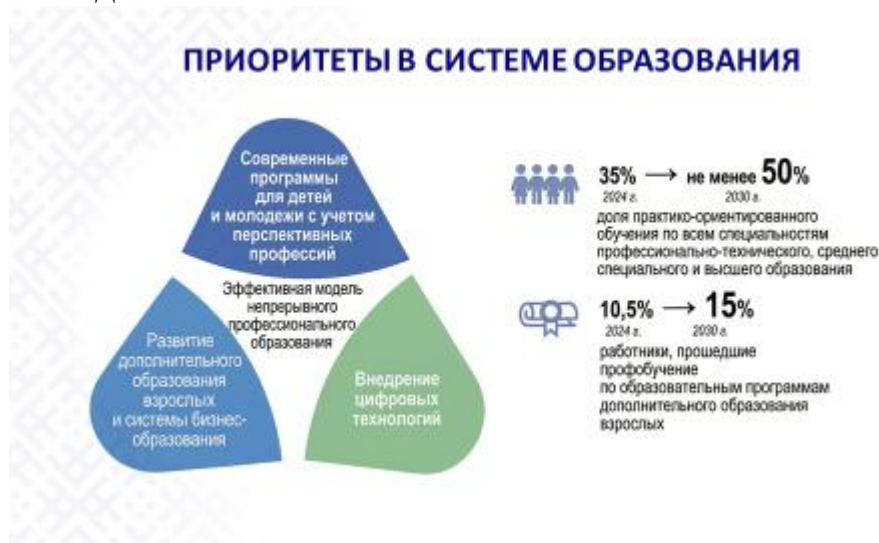 ПРИОРИТЕТЫ В СИСТЕМЕ ОБРАЗОВАНИЯ
Современные
программы
для детей
и молодежи с учетом
перспективных
профессий
Эффективная модель
непрерывного
профессионального
образования
Развитие
дополнительного
образования
взрослых
и системы бизнес-
образования
Внедрение
цифровых
технологий
35% → не менее 50%
2024 г. 2030 г.
доля практико-ориентированного
обучения по всем специальностям
профессионально-технического, среднего
специального и высшего образования
10,5% → 15%
2024 г. 2030 г.
работники, прошедшие
профобучение
по образовательным программам
дополнительного образования
взрослых